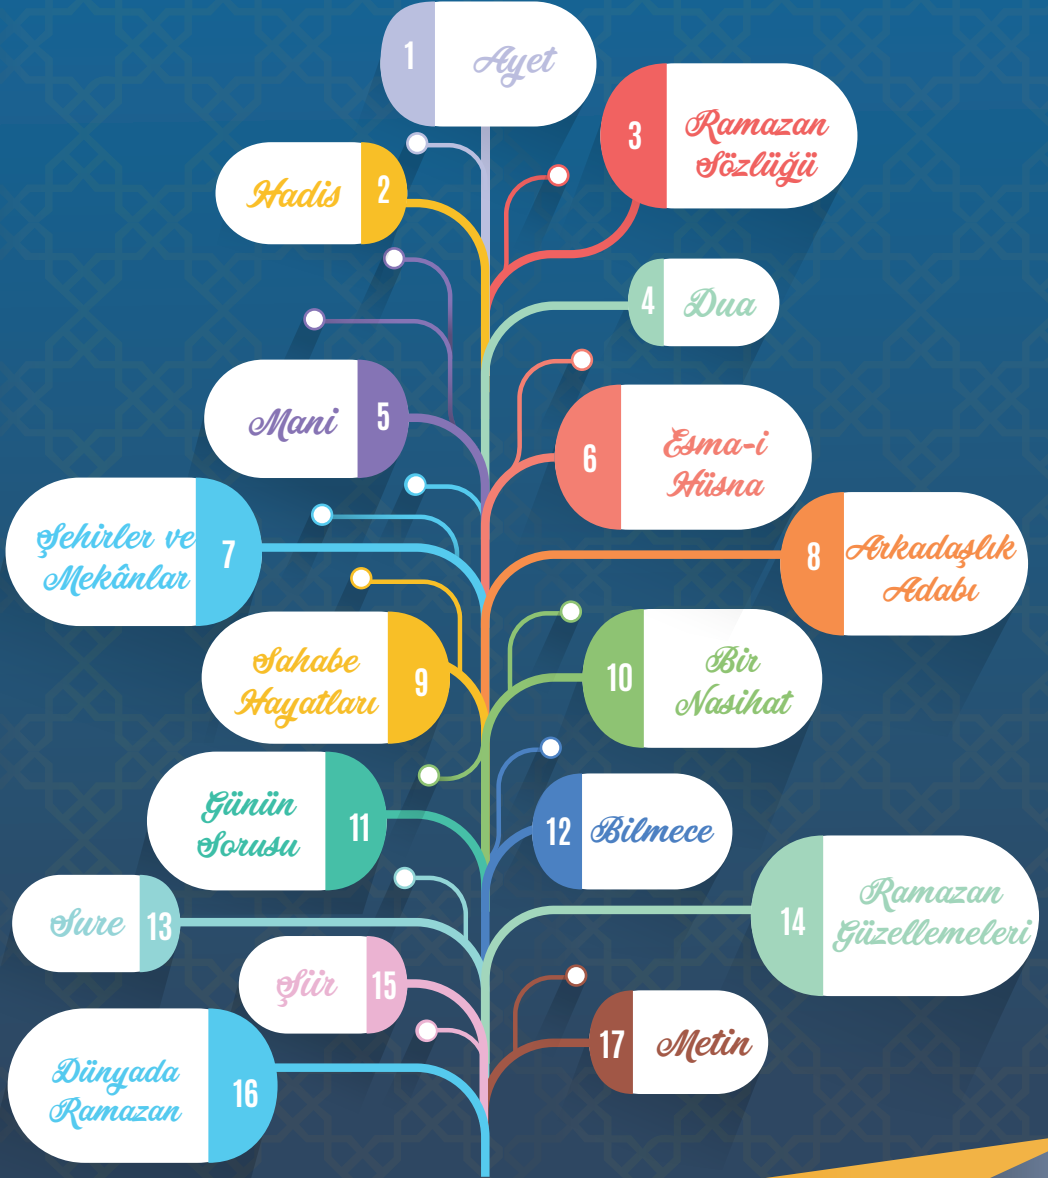 1
Ayet
Hadis
2
3
Ramazan
Sözlüğü
4
Dua
Mani
5
6
Esma-i
Hüsna
Şehirler ve
Mekânlar
7
8
Arkadaşlık
Adabı
Sahabe
Hayatları
9
10
Bir
Nasihat
Günün
Sorusu
11
12
Bilmece
Sure
13
14
Ramazan
Güzellemeleri
Şiir
15
Dünyada
Ramazan
16
17
Metin